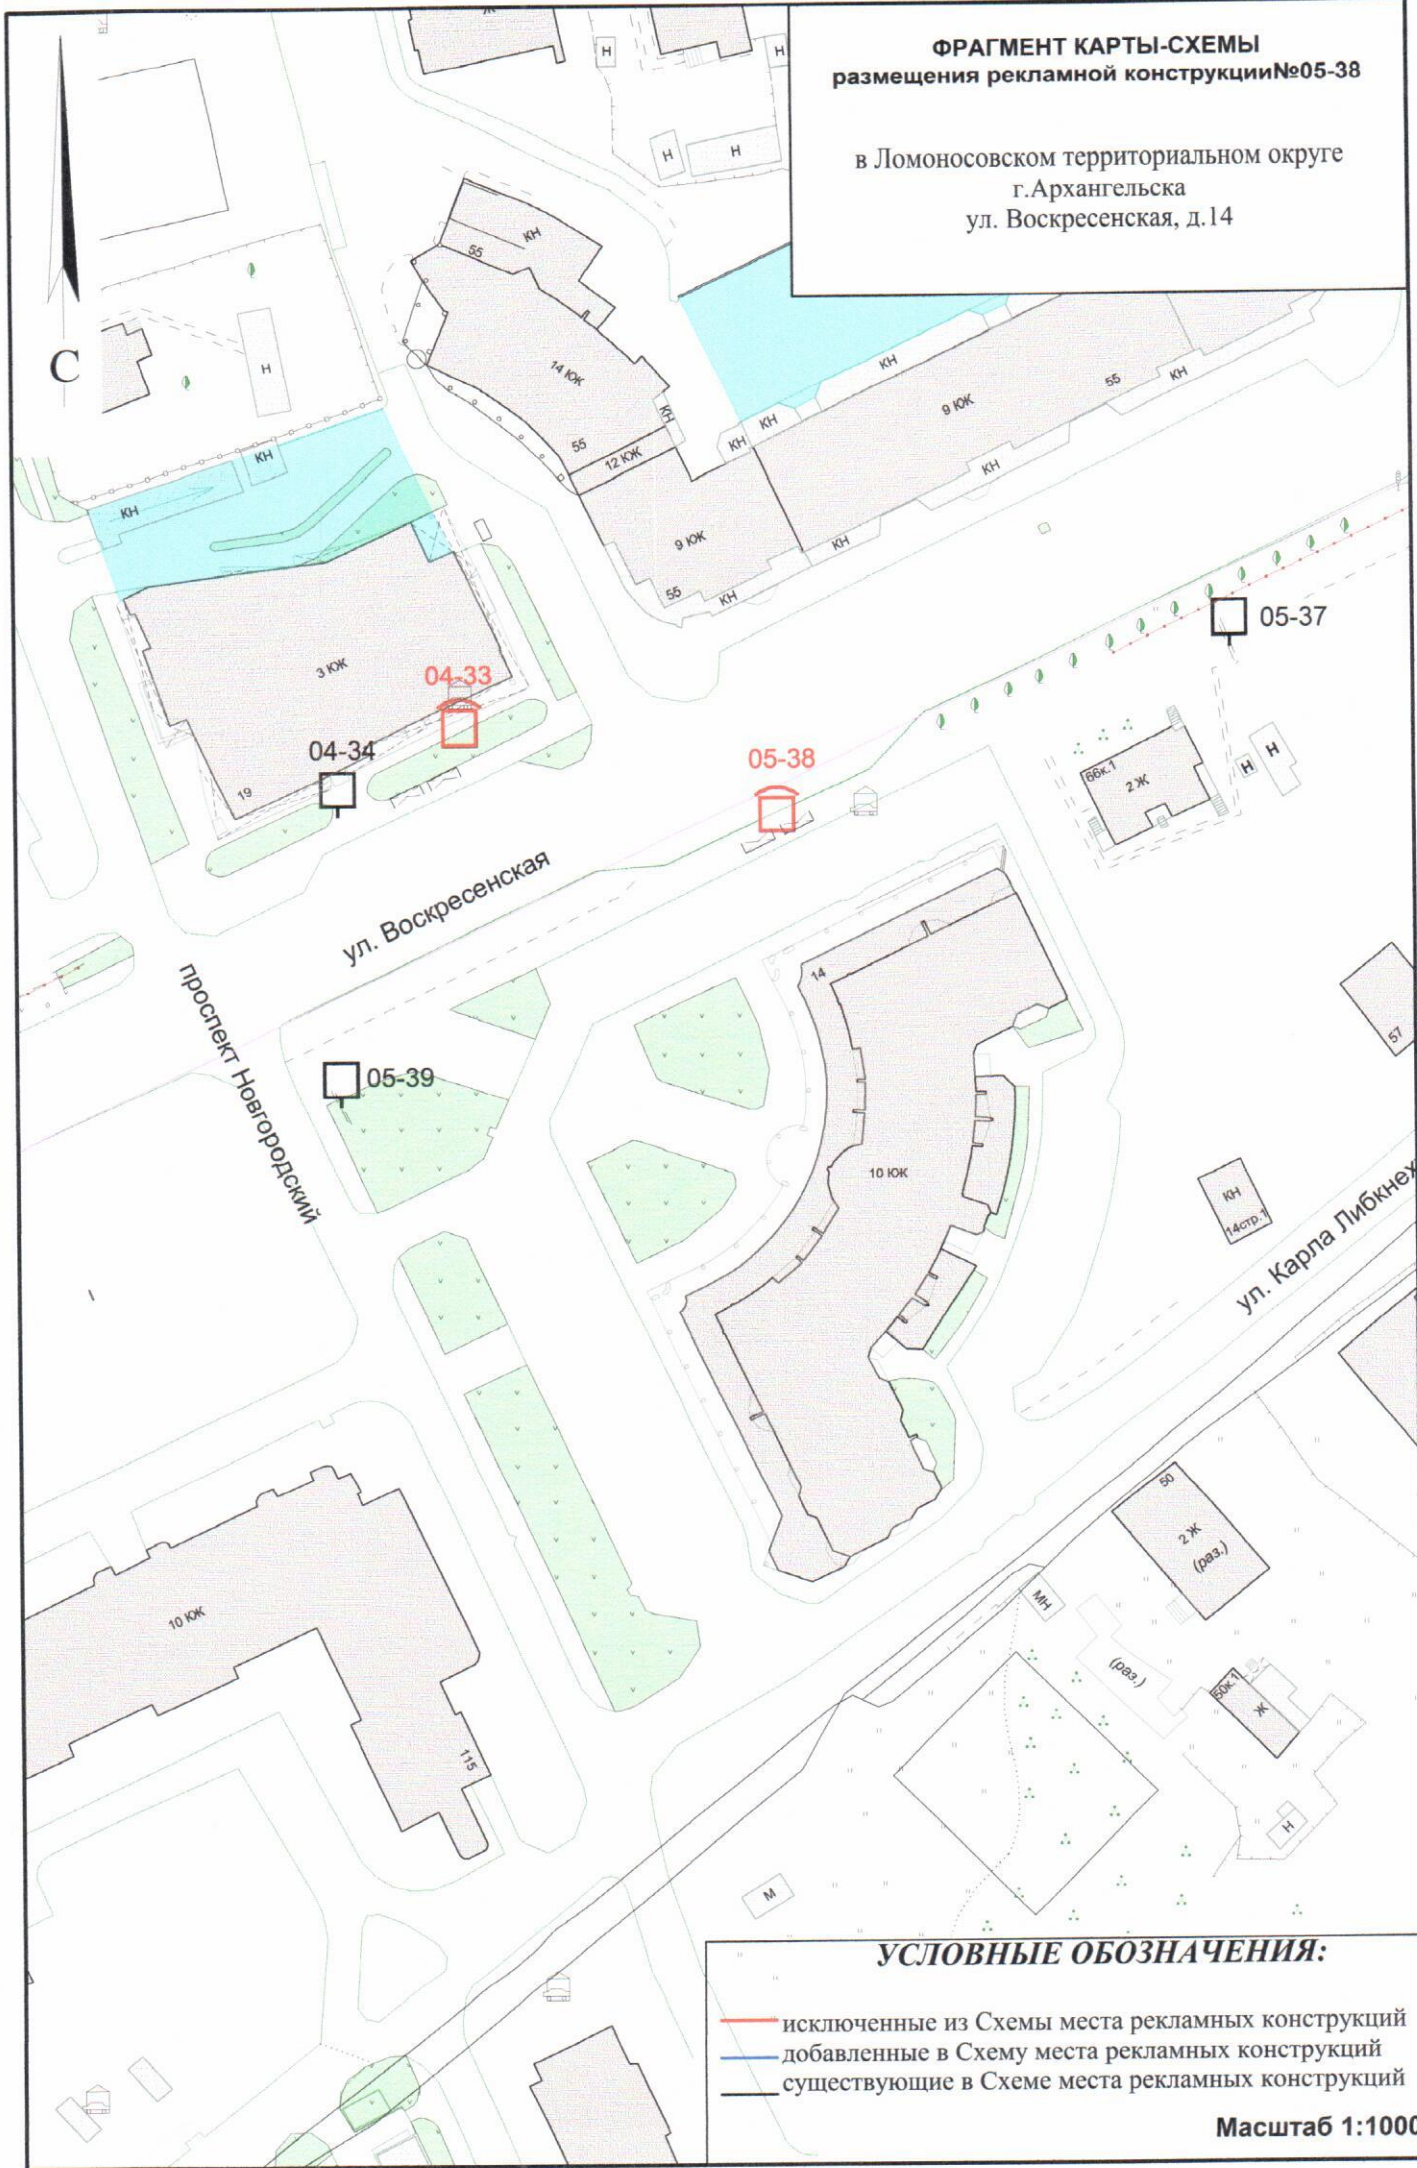 ФРАГМЕНТ КАРТЫ-СХЕМЫ
размещения рекламной конструкции№05-38
в Ломоносовском территориальном округе
г.Архангельска
ул. Воскресенская, д.14
Ж
Н
Н
Н
Н
С
Н
КН
55
14 КЖ
КН
55
12 КЖ
КН
КН
КН
9 КЖ
55
КН
КН
9 КЖ
55
КН
КН
КН
КН
3 КЖ
19
04-33
04-34
05-38
05-37
66к.1
2 Ж
Н
Н
ул. Воскресенская
проспект Новгородский
05-39
14
10 КЖ
57
КН
14стр.1
ул. Карла Либкнех
10 КЖ
115
50
2 Ж
(раз.)
МН
(раз.)
50к.1
Ж
Н
М
УСЛОВНЫЕ ОБОЗНАЧЕНИЯ:
исключенные из Схемы места рекламных конструкций
добавленные в Схему места рекламных конструкций
существующие в Схеме места рекламных конструкций
Масштаб 1:1000